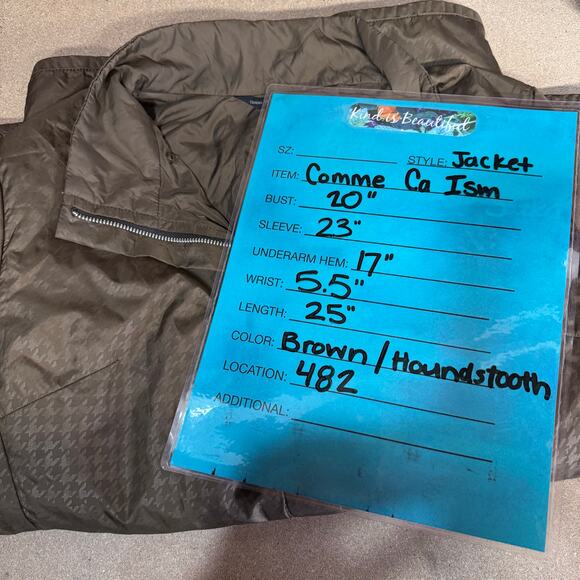 Kind is Beautiful
SZ: STYLE: Jacket
ITEM: Comme Ca Ism
BUST: 20"
SLEEVE: 23"
UNDERARM HEM: 17"
WRIST: 5.5"
LENGTH: 25"
COLOR: Brown/Houndstooth
LOCATION: 482
ADDITIONAL: